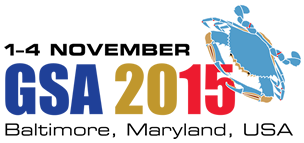 1–4 NOVEMBER
GSA 2015
Baltimore, Maryland, USA